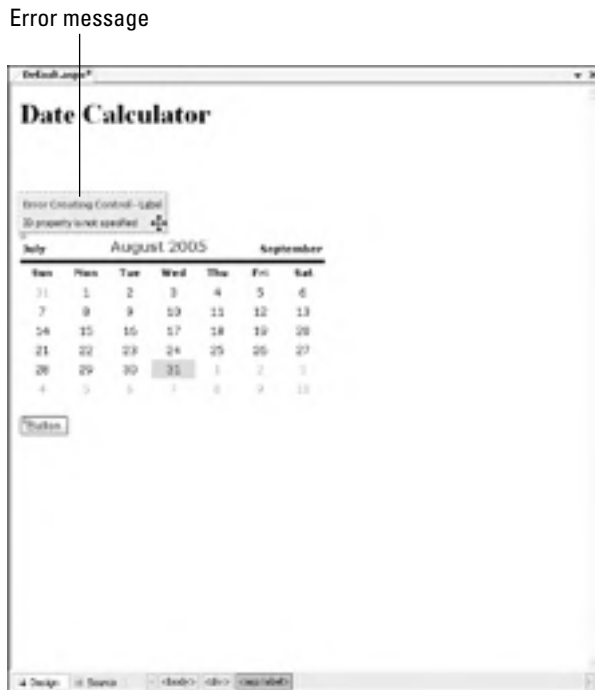 Error message
Default.aspx*
Date Calculator
Error Creating Control - Label
ID property is not specified
July August 2005 September
Sun Mon Tue Wed Thu Fri Sat
31 1 2 3 4 5 6
7 8 9 10 11 12 13
14 15 16 17 18 19 20
21 22 23 24 25 26 27
28 29 30 31 1 2 3
4 5 6 7 8 9 10
Button
Design Source <body> <div> <asp:label>